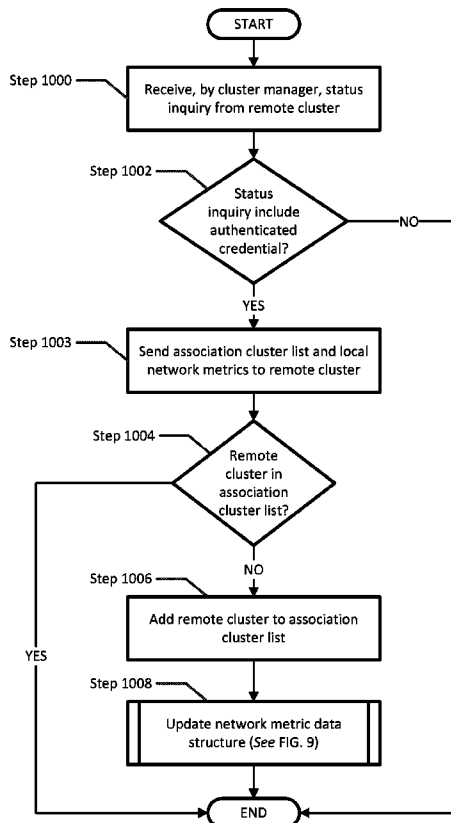 START
Step 1000
Receive, by cluster manager, status
inquiry from remote cluster
Step 1002
Status
inquiry include
authenticated
credential?
NO
YES
Step 1003
Send association cluster list and local
network metrics to remote cluster
Step 1004
Remote
cluster in
association
cluster list?
NO
YES
Step 1006
Add remote cluster to association
cluster list
Step 1008
Update network metric data
structure (See FIG. 9)
END